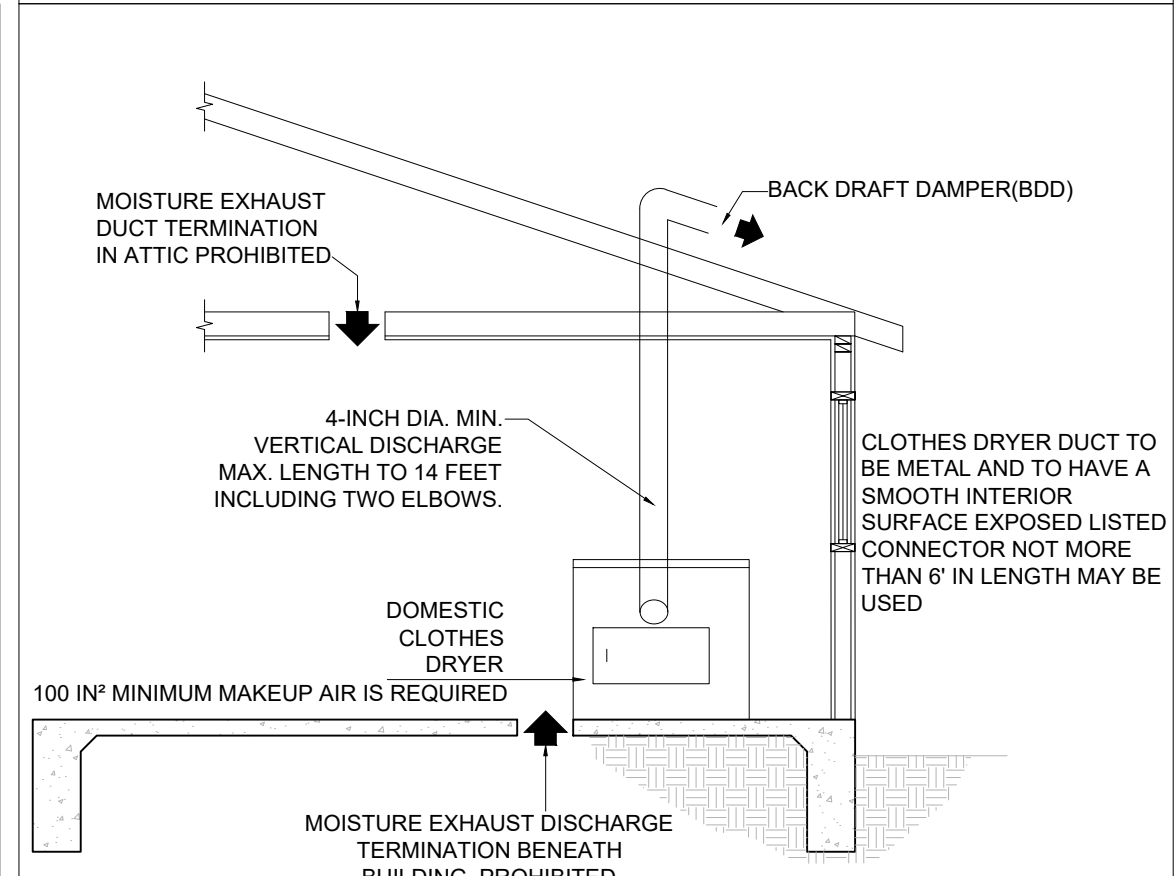 MOISTURE EXHAUST
DUCT TERMINATION
IN ATTIC PROHIBITED
BACK DRAFT DAMPER(BDD)
4-INCH DIA. MIN.
VERTICAL DISCHARGE
MAX. LENGTH TO 14 FEET
INCLUDING TWO ELBOWS.
CLOTHES DRYER DUCT TO
BE METAL AND TO HAVE A
SMOOTH INTERIOR
SURFACE EXPOSED LISTED
CONNECTOR NOT MORE
THAN 6' IN LENGTH MAY BE
USED
DOMESTIC
CLOTHES
DRYER
100 IN² MINIMUM MAKEUP AIR IS REQUIRED
MOISTURE EXHAUST DISCHARGE
TERMINATION BENEATH
BUILDING PROHIBITED